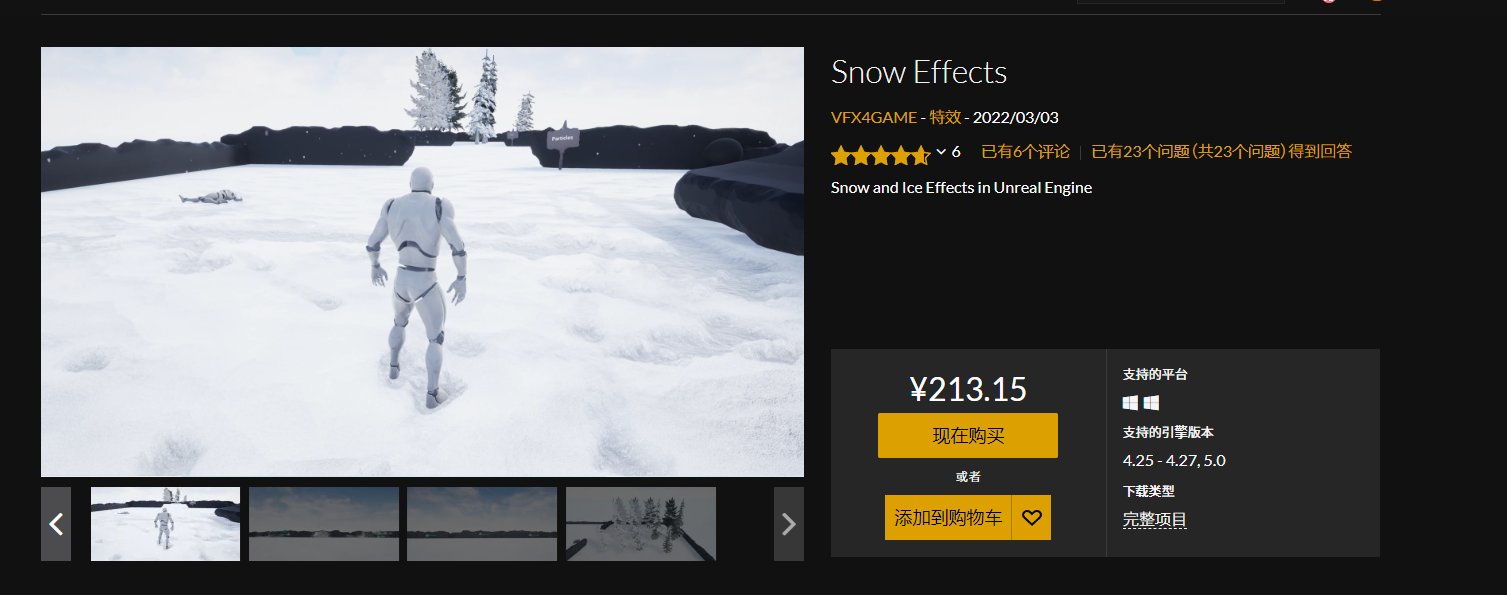 Snow Effects
VFX4GAME - 特效 - 2022/03/03
6 已有6个评论 | 已有23个问题 (共23个问题) 得到回答
Snow and Ice Effects in Unreal Engine
Particles
¥213.15
现在购买
或者
添加到购物车
支持的平台
支持的引擎版本
4.25 - 4.27, 5.0
下载类型
完整项目